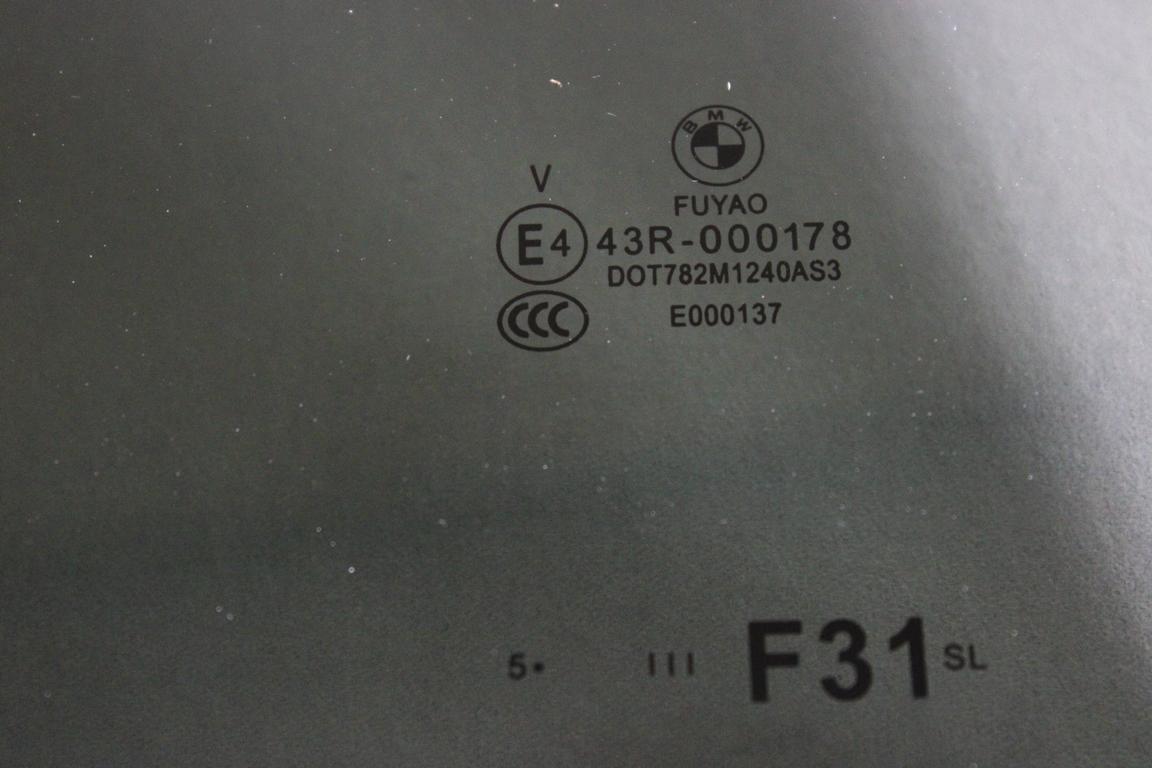 BMW
FUYAO
V
E4 43R-000178
DOT782M1240AS3
CCC E000137
5• III F31 SL